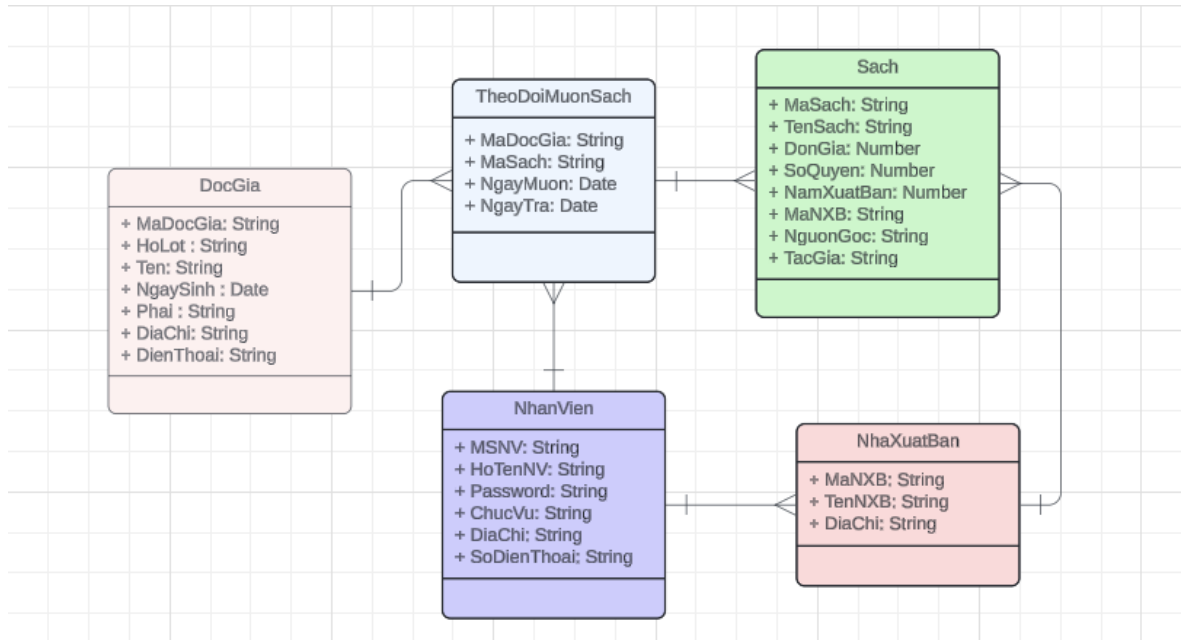 DocGia
+ MaDocGia: String
+ HoLot : String
+ Ten: String
+ NgaySinh : Date
+ Phai : String
+ DiaChi: String
+ DienThoai: String
TheoDoiMuonSach
+ MaDocGia: String
+ MaSach: String
+ NgayMuon: Date
+ NgayTra: Date
Sach
+ MaSach: String
+ TenSach: String
+ DonGia: Number
+ SoQuyen: Number
+ NamXuatBan: Number
+ MaNXB: String
+ NguonGoc: String
+ TacGia: String
NhanVien
+ MSNV: String
+ HoTenNV: String
+ Password: String
+ ChucVu: String
+ DiaChi: String
+ SoDienThoai: String
NhaXuatBan
+ MaNXB: String
+ TenNXB: String
+ DiaChi: String